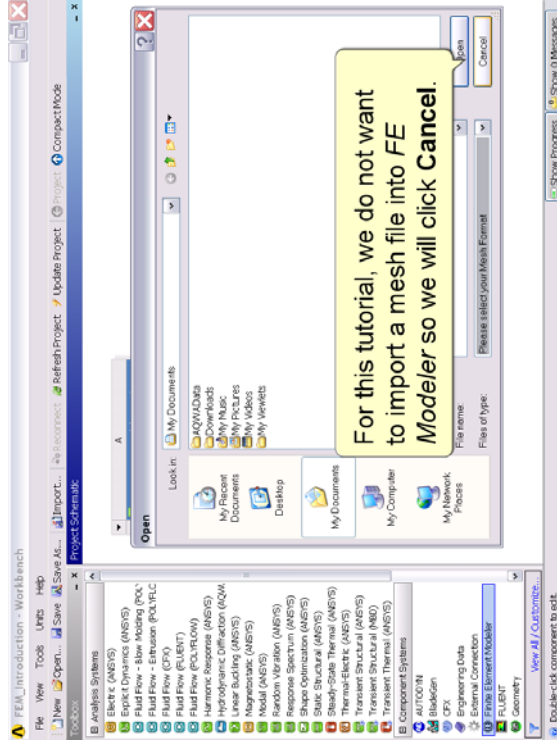 FEM_Introduction - Workbench
File View Tools Units Help
New Open... Save Save As... Import... Reconnect Refresh Project Update Project Project Compact Mode
Toolbox
Analysis Systems
Electric (ANSYS)
Explicit Dynamics (ANSYS)
Fluid Flow - Blow Molding (POLY
Fluid Flow - Extrusion (POLYFLC
Fluid Flow (CFX)
Fluid Flow (FLUENT)
Fluid Flow (POLYFLOW)
Harmonic Response (ANSYS)
Hydrodynamic Diffraction (AQW
Linear Buckling (ANSYS)
Magnetostatic (ANSYS)
Modal (ANSYS)
Random Vibration (ANSYS)
Response Spectrum (ANSYS)
Shape Optimization (ANSYS)
Static Structural (ANSYS)
Steady-State Thermal (ANSYS)
Thermal-Electric (ANSYS)
Transient Structural (ANSYS)
Transient Structural (MBD)
Transient Thermal (ANSYS)
Component Systems
AUTODYN
BladeGen
CFX
Engineering Data
External Connection
Finite Element Modeler
FLUENT
Geometry
View All / Customize...
Project Schematic
A
Open
Look in: My Documents
My Recent
Documents
Desktop
My Documents
My Computer
My Network
Places
AQWAData
Downloads
My Music
My Pictures
My Videos
My Viewlets
File name:
Files of type: Please select your Mesh Format
Cancel
For this tutorial, we do not want
to import a mesh file into FE
Modeler so we will click Cancel.
Double-click component to edit.
Show Progress Show 0 Messages